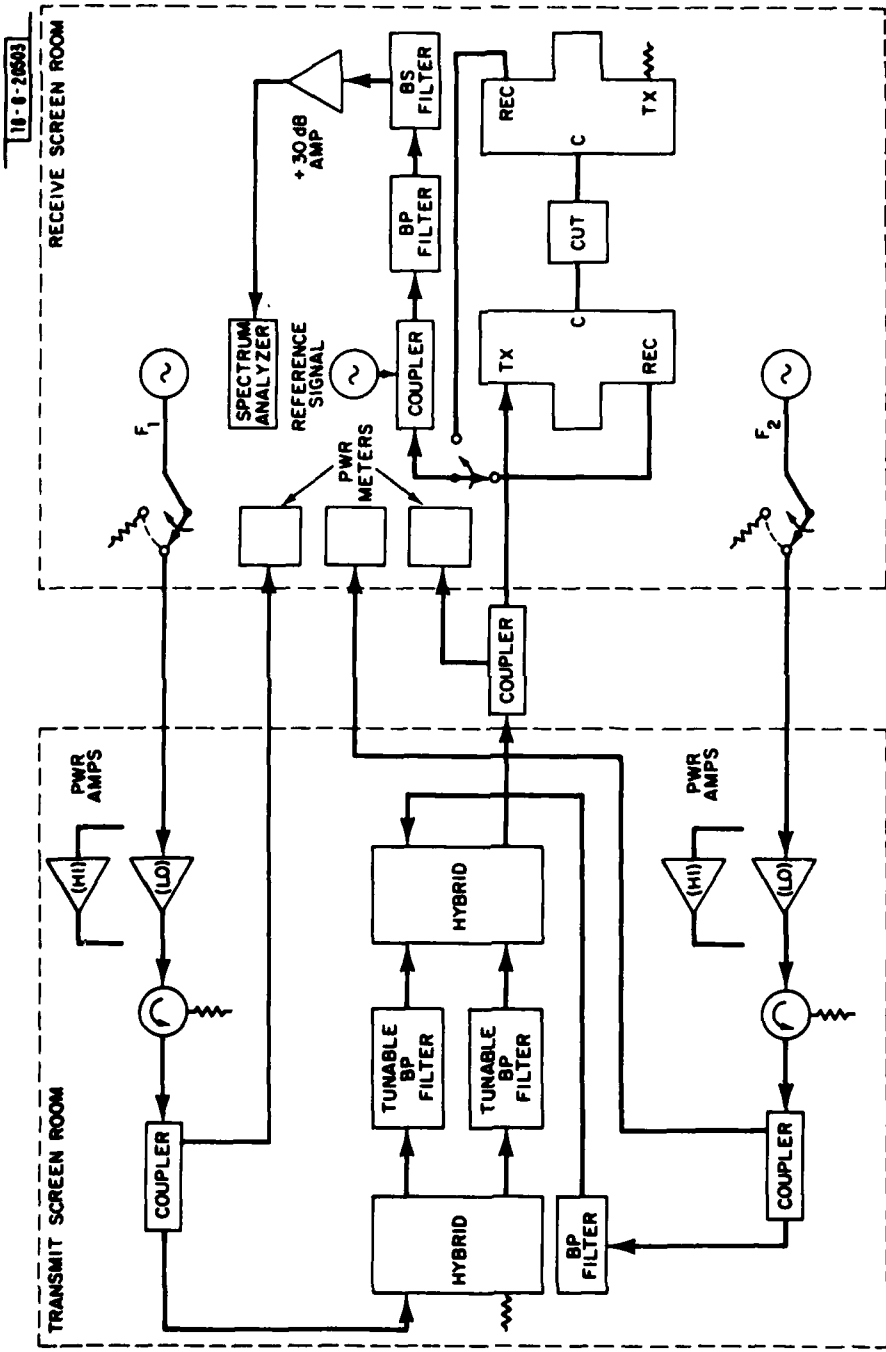 18-6-20503
TRANSMIT SCREEN ROOM
RECEIVE SCREEN ROOM
PWR
AMPS
(HI)
(LO)
COUPLER
F1
SPECTRUM
ANALYZER
REFERENCE
SIGNAL
+30 dB
AMP
PWR
METERS
COUPLER
BP
FILTER
BS
FILTER
HYBRID
TUNABLE
BP
FILTER
TUNABLE
BP
FILTER
HYBRID
COUPLER
TX
C
REC
CUT
REC
C
TX
BP
FILTER
COUPLER
PWR
AMPS
(HI)
(LO)
F2